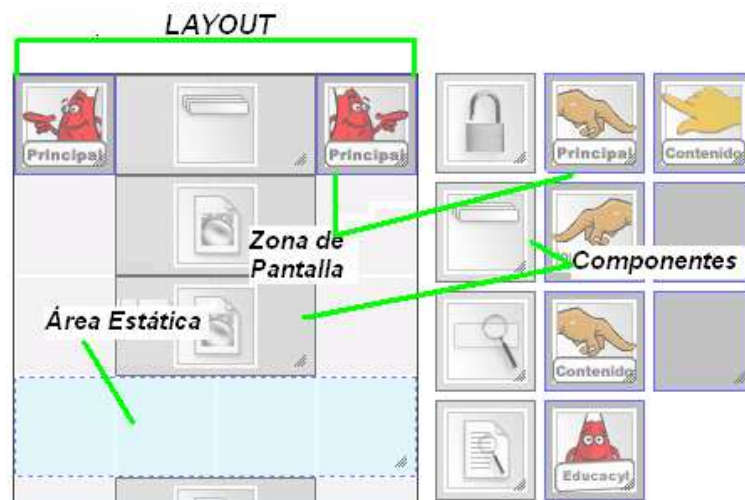 LAYOUT
Principal
Principal
Principal
Contenido
Zona de
Pantalla
Componentes
Área Estática
Contenido
Educacyl